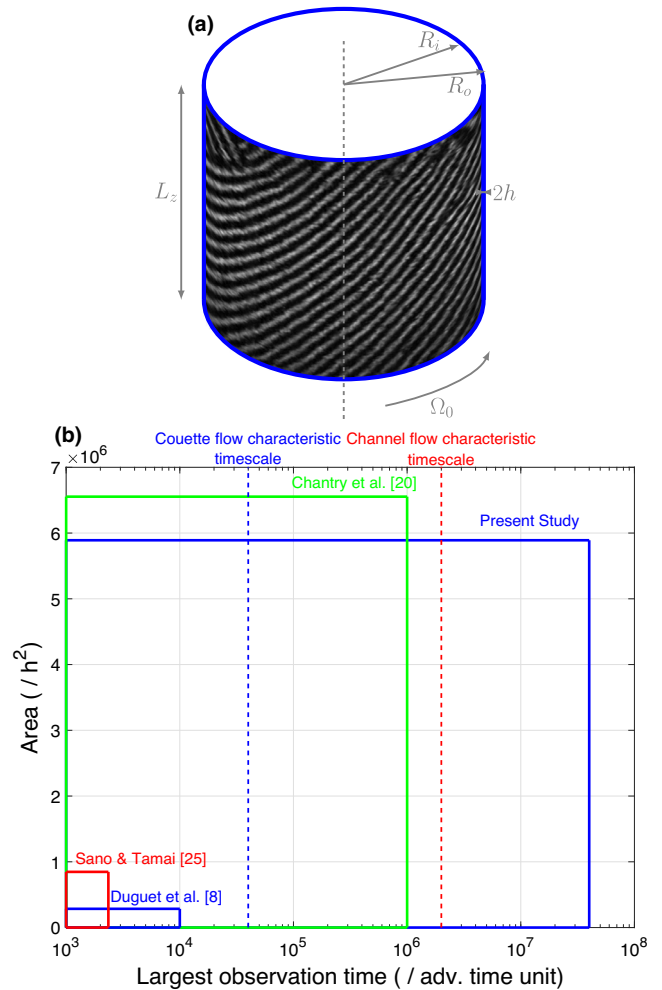 (a)
R_i
R_o
L_z
2h
Ω_0
(b)
Couette flow characteristic timescale
Channel flow characteristic timescale
×10^6
Chantry et al. [20]
Present Study
Sano & Tamai [25]
Duguet et al. [8]
7
6
5
4
3
2
1
0
Area ( / h^2)
10^3 10^4 10^5 10^6 10^7 10^8
Largest observation time ( / adv. time unit)